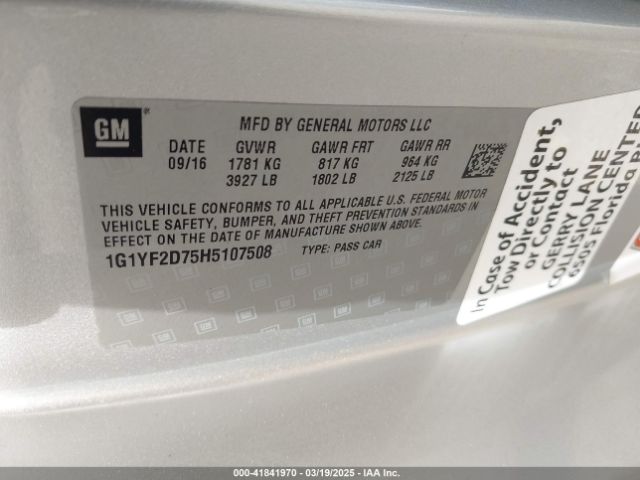 GM
MFD BY GENERAL MOTORS LLC
DATE GVWR GAWR FRT GAWR RR
09/16 1781 KG 817 KG 964 KG
3927 LB 1802 LB 2125 LB
THIS VEHICLE CONFORMS TO ALL APPLICABLE U.S. FEDERAL MOTOR
VEHICLE SAFETY, BUMPER, AND THEFT PREVENTION STANDARDS IN
EFFECT ON THE DATE OF MANUFACTURE SHOWN ABOVE.
1G1YF2D75H5107508 TYPE: PASS CAR
In Case of Accident,
Tow Directly to
or Contact
GERRY LANE
COLLISION CENTER
6505 Florida
000-41841970 | 03/19/2025 | IAA Inc.